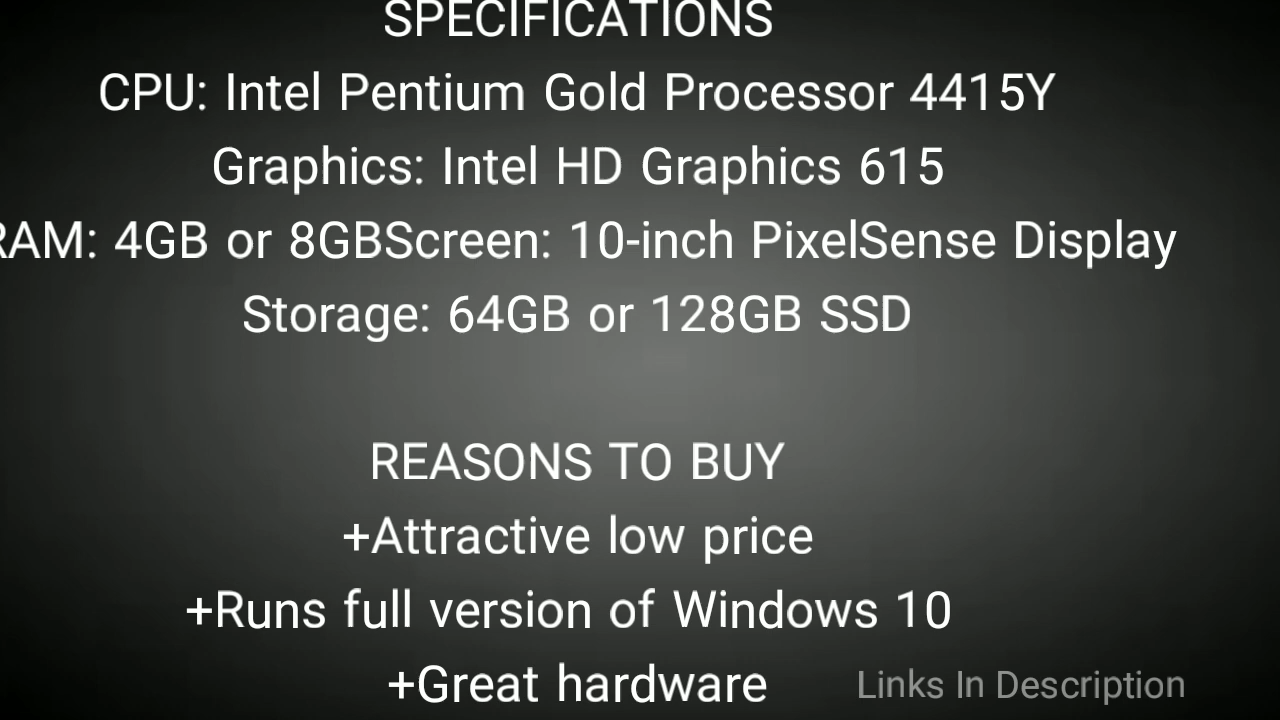 SPECIFICATIONS
CPU: Intel Pentium Gold Processor 4415Y
Graphics: Intel HD Graphics 615
RAM: 4GB or 8GBScreen: 10-inch PixelSense Display
Storage: 64GB or 128GB SSD
REASONS TO BUY
+Attractive low price
+Runs full version of Windows 10
+Great hardware
Links In Description